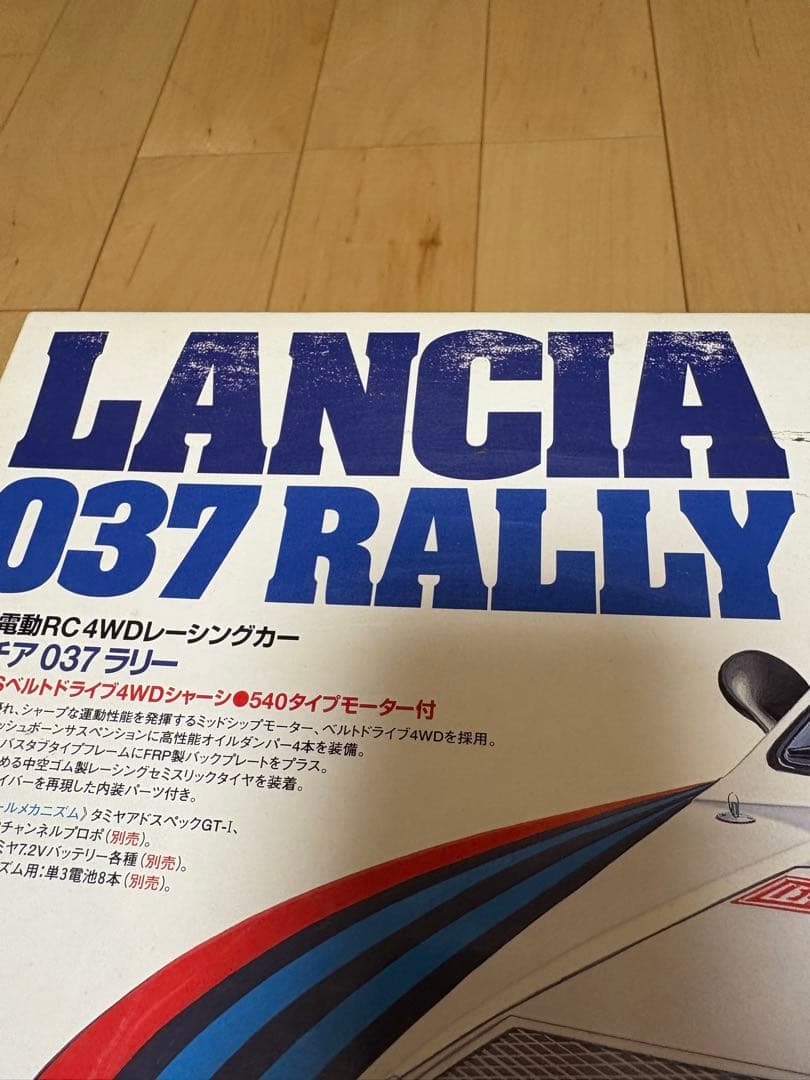 LANCIA
037 RALLY
電動RC4WDレーシングカー
チア 037 ラリー
Sベルトドライブ4WDシャーシ●540タイプモーター付
れ、シャープな運動性能を発揮するミッドシップモーター、ベルトドライブ4WDを採用。
ッシュボーンサスペンションに高性能オイルダンパー4本を装備。
バスタブタイプフレームにFRP製バックプレートをプラス。
める中空ゴム製レーシングセミスリックタイヤを装着。
イバーを再現した内装パーツ付き。
ールメカニズム》タミヤアドスペックGT-I、
チャンネルプロポ(別売)。
ミヤ7.2Vバッテリー各種(別売)。
ズム用:単3電池8本(別売)。